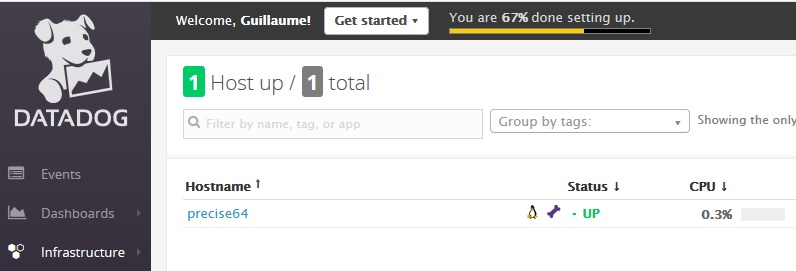 Welcome, Guillaume!
Get started
You are 67% done setting up.
DATADOG
1 Host up / 1 total
Filter by name, tag, or app
Group by tags:
Showing the only
Events
Dashboards
Infrastructure
Hostname ↑ Status ↓ CPU ↓
precise64 - UP 0.3%